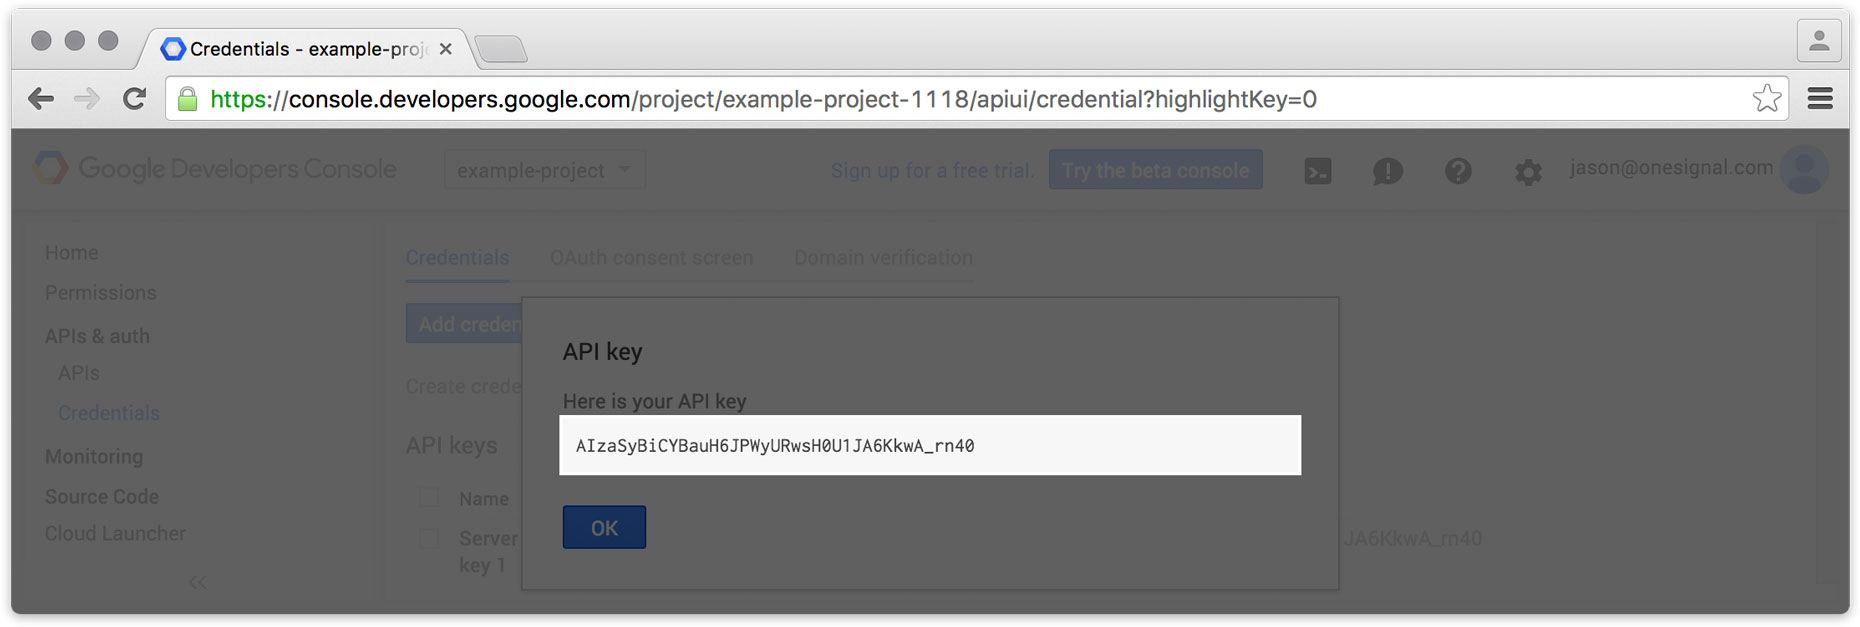 Credentials - example-proj
https://console.developers.google.com/project/example-project-1118/apiui/credential?highlightKey=0
Google Developers Console
example-project
Sign up for a free trial.
Try the beta console
jason@onesignal.com
Home
Permissions
APIs & auth
APIs
Credentials
Monitoring
Source Code
Cloud Launcher
Credentials
OAuth consent screen
Domain verification
Add creden
Create crede
API keys
Name
Server
key 1
JA6KkwA_rn40
API key
Here is your API key
AIzaSyBiCYBauH6JPWyURwsH0U1JA6KkwA_rn40
OK